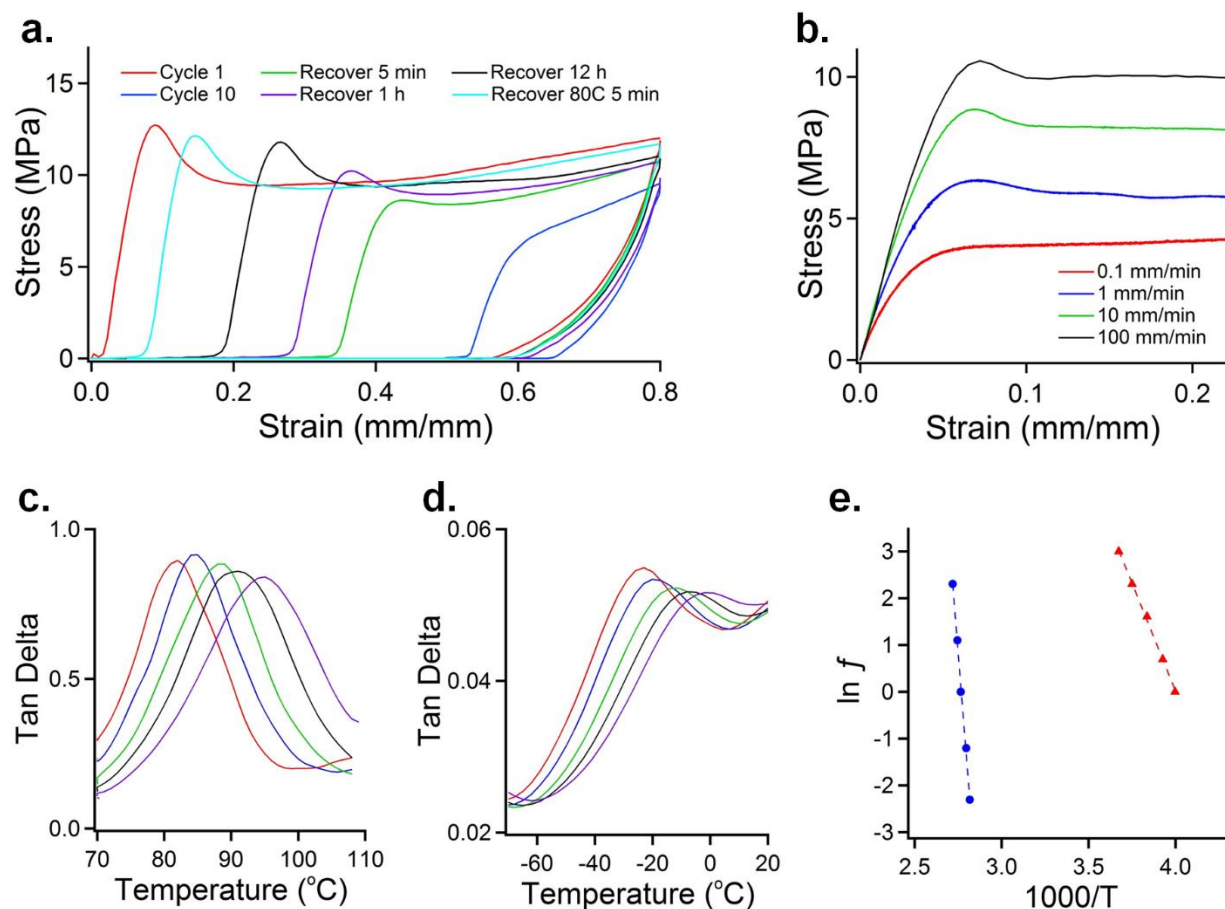 a.
Cycle 1 Recover 5 min Recover 12 h
Cycle 10 Recover 1 h Recover 80C 5 min
Stress (MPa)
15
10
5
0
0.0 0.2 0.4 0.6 0.8
Strain (mm/mm)
b.
Stress (MPa)
10
5
0
0.1 mm/min
1 mm/min
10 mm/min
100 mm/min
0.0 0.1 0.2
Strain (mm/mm)
c.
Tan Delta
1.0
0.5
0.0
70 80 90 100 110
Temperature (°C)
d.
Tan Delta
0.06
0.04
0.02
-60 -40 -20 0 20
Temperature (°C)
e.
ln f
3
2
1
0
-1
-2
-3
2.5 3.0 3.5 4.0
1000/T